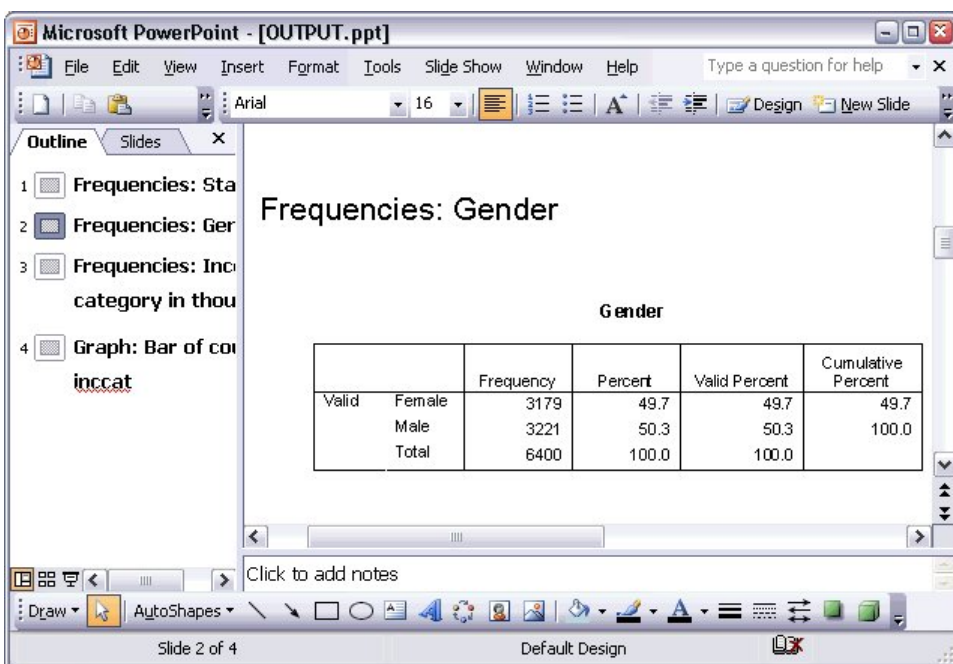 Microsoft PowerPoint - [OUTPUT.ppt]
File Edit View Insert Format Tools Slide Show Window Help Type a question for help
Arial 16 Design New Slide
Outline Slides
1 Frequencies: Sta
2 Frequencies: Ger
3 Frequencies: Inc
category in thou
4 Graph: Bar of cou
inccat
Frequencies: Gender
Gender
Frequency Percent Valid Percent Cumulative Percent
Valid Female 3179 49.7 49.7 49.7
Male 3221 50.3 50.3 100.0
Total 6400 100.0 100.0
Click to add notes
Draw AutoShapes
Slide 2 of 4 Default Design